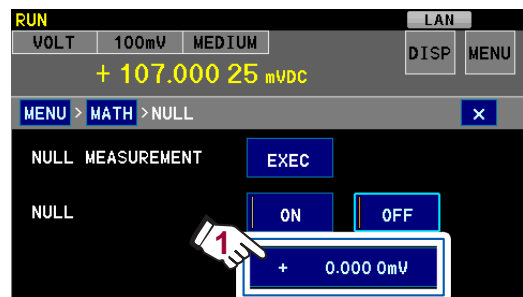 RUN LAN
VOLT 100mV MEDIUM DISP MENU
+ 107.000 25 mVDC
MENU > MATH > NULL ×
NULL MEASUREMENT EXEC
NULL ON OFF
1
+ 0.000 0mV